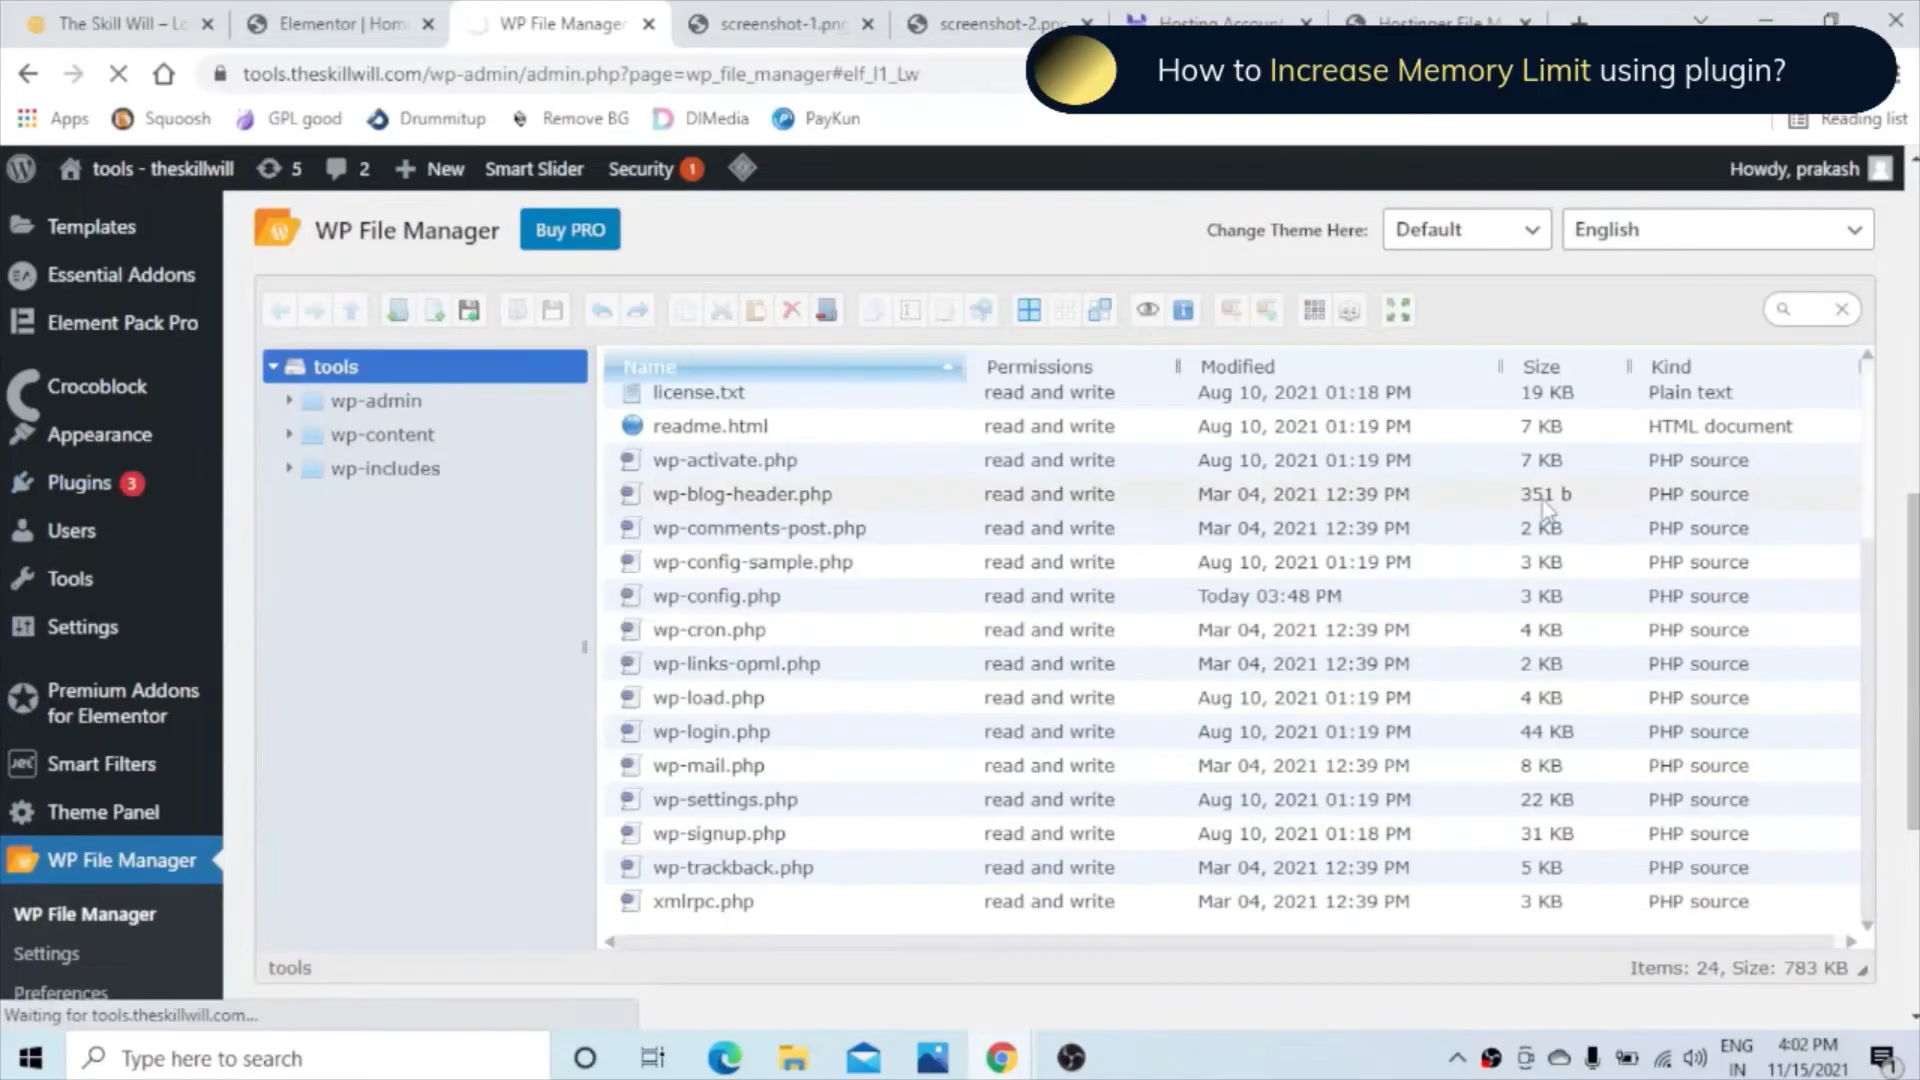 The Skill Will – Lo
Elementor | Hom
WP File Manager
screenshot-1.png
screenshot-2.png
Hosting Account
Hostinger File M
tools.theskillwill.com/wp-admin/admin.php?page=wp_file_manager#elf_l1_Lw
How to Increase Memory Limit using plugin?
Apps
Squoosh
GPL good
Drummitup
Remove BG
DIMedia
PayKun
Reading list
tools - theskillwill
5
2
New
Smart Slider
Security 1
Howdy, prakash
Templates
Essential Addons
Element Pack Pro
Crocoblock
Appearance
Plugins 3
Users
Tools
Settings
Premium Addons
for Elementor
Smart Filters
Theme Panel
WP File Manager
WP File Manager
Settings
Preferences
WP File Manager
Buy PRO
Change Theme Here:
Default
English
tools
wp-admin
wp-content
wp-includes
Name Permissions Modified Size Kind
license.txt read and write Aug 10, 2021 01:18 PM 19 KB Plain text
readme.html read and write Aug 10, 2021 01:19 PM 7 KB HTML document
wp-activate.php read and write Aug 10, 2021 01:19 PM 7 KB PHP source
wp-blog-header.php read and write Mar 04, 2021 12:39 PM 351 b PHP source
wp-comments-post.php read and write Mar 04, 2021 12:39 PM 2 KB PHP source
wp-config-sample.php read and write Aug 10, 2021 01:19 PM 3 KB PHP source
wp-config.php read and write Today 03:48 PM 3 KB PHP source
wp-cron.php read and write Mar 04, 2021 12:39 PM 4 KB PHP source
wp-links-opml.php read and write Mar 04, 2021 12:39 PM 2 KB PHP source
wp-load.php read and write Aug 10, 2021 01:19 PM 4 KB PHP source
wp-login.php read and write Aug 10, 2021 01:19 PM 44 KB PHP source
wp-mail.php read and write Mar 04, 2021 12:39 PM 8 KB PHP source
wp-settings.php read and write Aug 10, 2021 01:19 PM 22 KB PHP source
wp-signup.php read and write Aug 10, 2021 01:18 PM 31 KB PHP source
wp-trackback.php read and write Mar 04, 2021 12:39 PM 5 KB PHP source
xmlrpc.php read and write Mar 04, 2021 12:39 PM 3 KB PHP source
tools
Items: 24, Size: 783 KB
Waiting for tools.theskillwill.com...
Type here to search
ENG
IN
4:02 PM
11/15/2021
1